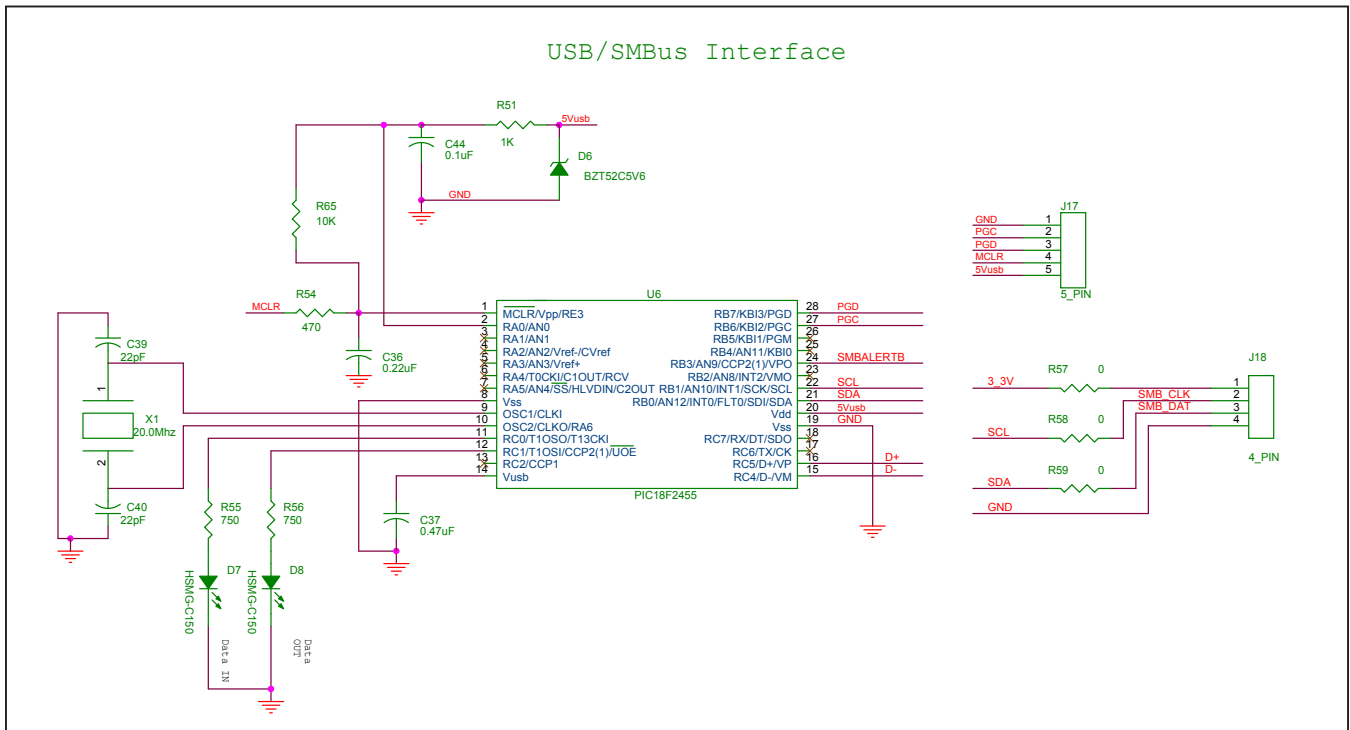 USB/SMBus Interface
R51
1K
5Vusb
C44
0.1uF
D6
BZT52C5V6
GND
R65
10K
J17
GND 1
PGC 2
PGD 3
MCLR 4
5Vusb 5
5_PIN
MCLR
R54
470
C36
0.22uF
U6
1 MCLR/Vpp/RE3
2 RA0/AN0
3 RA1/AN1
4 RA2/AN2/Vref-/CVref
5 RA3/AN3/Vref+
6 RA4/T0CKI/C1OUT/RCV
7 RA5/AN4/SS/HLVDIN/C2OUT
8 Vss
9 OSC1/CLKI
10 OSC2/CLKO/RA6
11 RC0/T1OSO/T13CKI
12 RC1/T1OSI/CCP2(1)/UOE
13 RC2/CCP1
14 Vusb
RB7/KBI3/PGD 28 PGD
RB6/KBI2/PGC 27 PGC
RB5/KBI1/PGM 26
RB4/AN11/KBI0 25
RB3/AN9/CCP2(1)/VPO 24 SMBALERTB
RB2/AN8/INT2/VMO 23
RB1/AN10/INT1/SCK/SCL 22 SCL
RB0/AN12/INT0/FLT0/SDI/SDA 21 SDA
Vdd 20 5Vusb
Vss 19 GND
RC7/RX/DT/SDO 18
RC6/TX/CK 17
RC5/D+/VP 16 D+
RC4/D-/VM 15 D-
PIC18F2455
C39
22pF
1
X1
20.0Mhz
2
C40
22pF
R55
750
R56
750
C37
0.47uF
D7
HSMG-C150
D8
HSMG-C150
Data IN
Data
OUT
J18
3_3V R57 0 1
SMB_CLK 2
SMB_DAT 3
4
SCL R58 0
SDA R59 0
GND
4_PIN